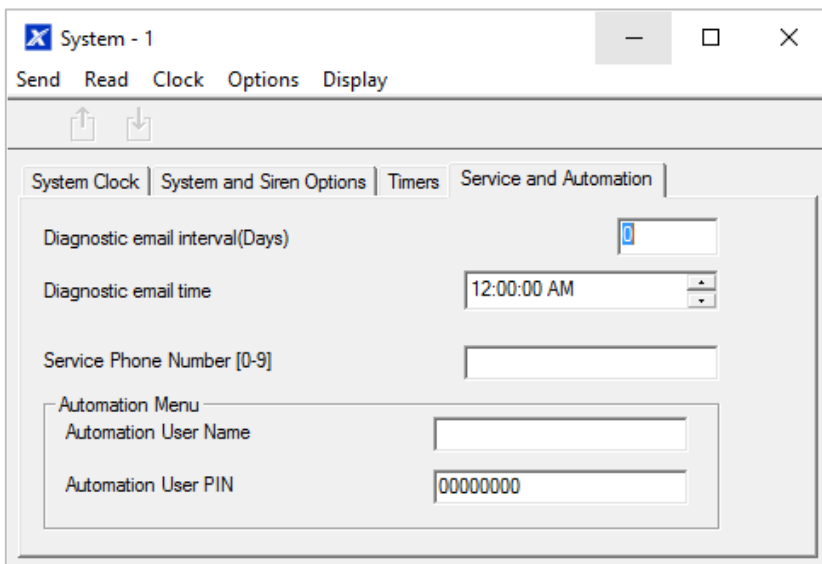 System - 1
Send Read Clock Options Display
System Clock System and Siren Options Timers Service and Automation
Diagnostic email interval(Days) 0
Diagnostic email time 12:00:00 AM
Service Phone Number [0-9]
Automation Menu
Automation User Name
Automation User PIN 00000000